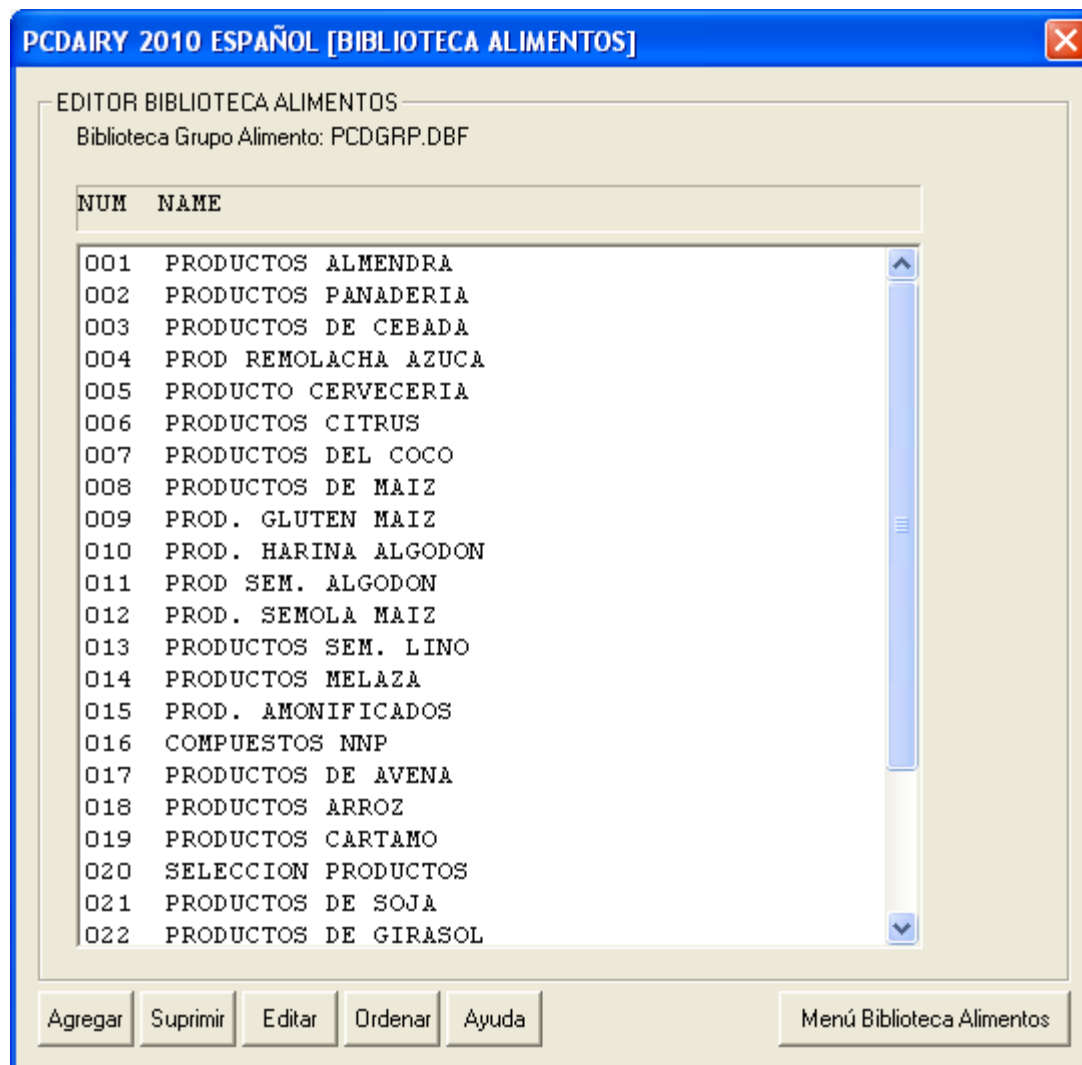 PCDAIRY 2010 ESPAÑOL [BIBLIOTECA ALIMENTOS]
EDITOR BIBLIOTECA ALIMENTOS
Biblioteca Grupo Alimento: PCDGRP.DBF
NUM NAME
001 PRODUCTOS ALMENDRA
002 PRODUCTOS PANADERIA
003 PRODUCTOS DE CEBADA
004 PROD REMOLACHA AZUCA
005 PRODUCTO CERVECERIA
006 PRODUCTOS CITRUS
007 PRODUCTOS DEL COCO
008 PRODUCTOS DE MAIZ
009 PROD. GLUTEN MAIZ
010 PROD. HARINA ALGODON
011 PROD SEM. ALGODON
012 PROD. SEMOLA MAIZ
013 PRODUCTOS SEM. LINO
014 PRODUCTOS MELAZA
015 PROD. AMONIFICADOS
016 COMPUESTOS NNP
017 PRODUCTOS DE AVENA
018 PRODUCTOS ARROZ
019 PRODUCTOS CARTAMO
020 SELECCION PRODUCTOS
021 PRODUCTOS DE SOJA
022 PRODUCTOS DE GIRASOL
Agregar Suprimir Editar Ordenar Ayuda Menú Biblioteca Alimentos